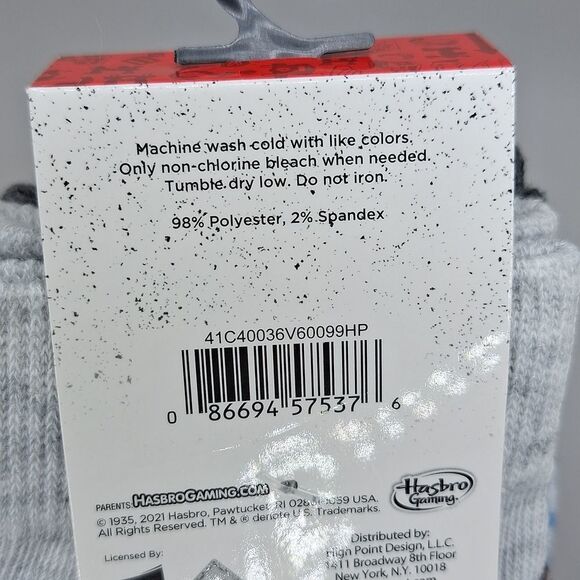 Machine wash cold with like colors.
Only non-chlorine bleach when needed.
Tumble dry low. Do not iron.
98% Polyester, 2% Spandex
41C40036V60099HP
0 86694 57537 6
PARENTS: HASBROGAMING.COM
Hasbro
Gaming
© 1935, 2021 Hasbro, Pawtucket, RI 02861-1059 USA.
All Rights Reserved. TM & ® denote U.S. Trademarks.
Licensed By:
Distributed by:
High Point Design, L.L.C.
1411 Broadway 8th Floor
New York, N.Y. 10018